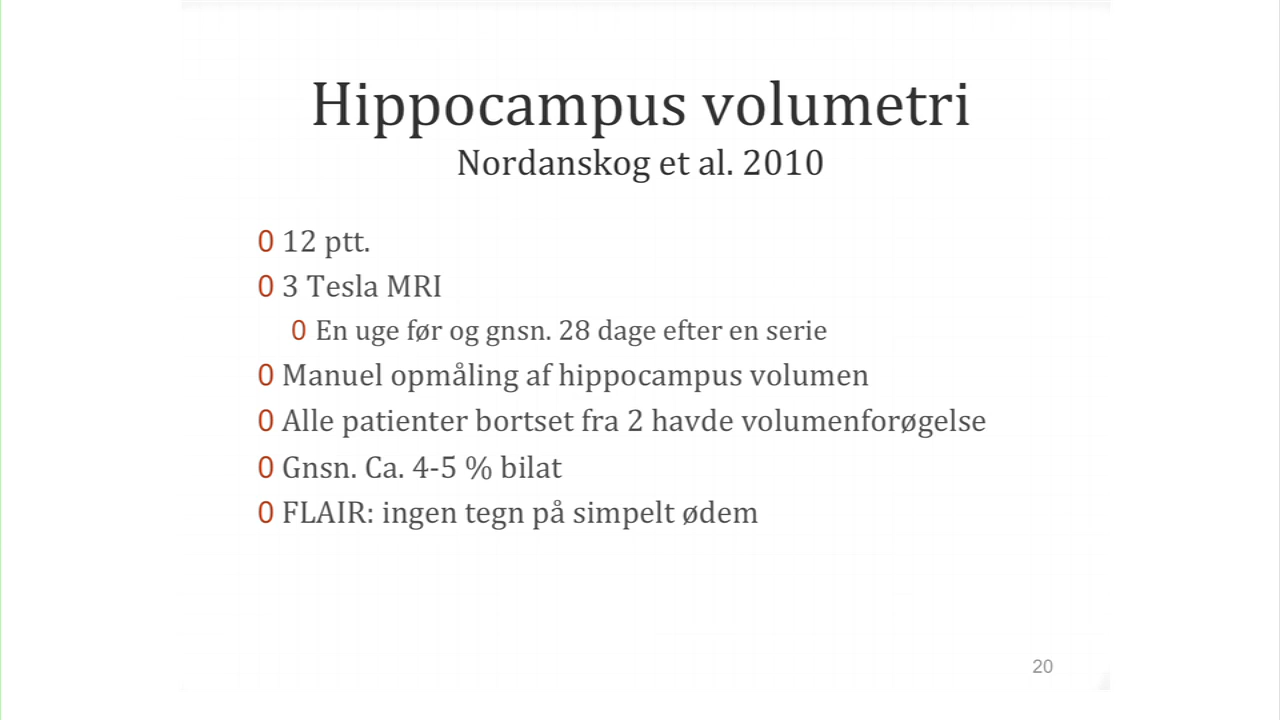 Hippocampus volumetri
Nordanskog et al. 2010
0 12 ptt.
0 3 Tesla MRI
0 En uge før og gnsn. 28 dage efter en serie
0 Manuel opmåling af hippocampus volumen
0 Alle patienter bortset fra 2 havde volumenforøgelse
0 Gnsn. Ca. 4-5 % bilat
0 FLAIR: ingen tegn på simpelt ødem
20